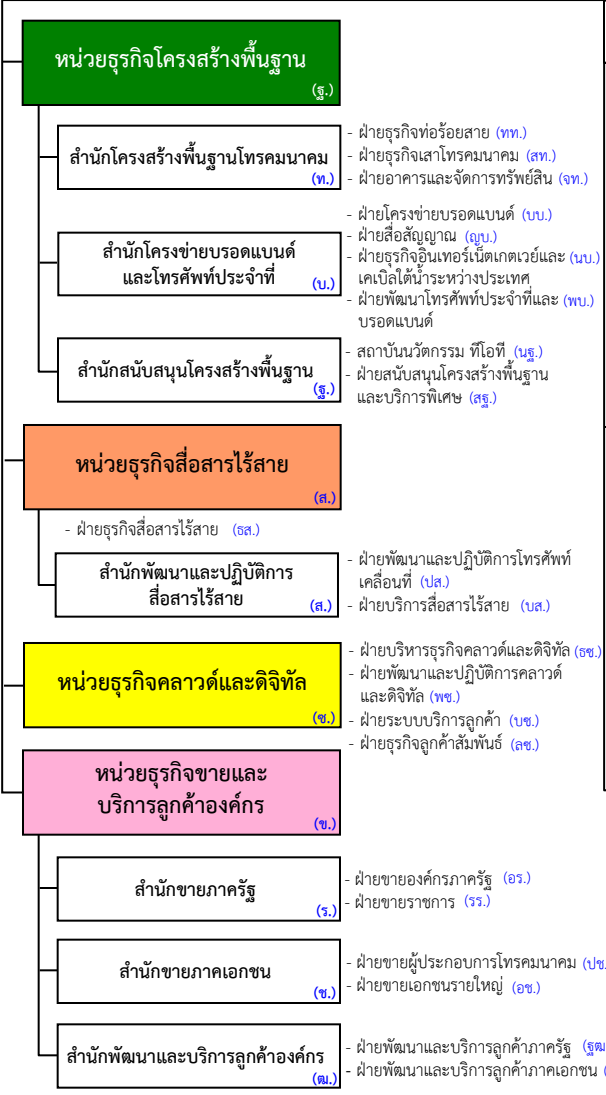 หน่วยธุรกิจโครงสร้างพื้นฐาน
(ฐ.)
สำนักโครงสร้างพื้นฐานโทรคมนาคม
(ท.)
- ฝ่ายธุรกิจท่อร้อยสาย (ทท.)
- ฝ่ายธุรกิจเสาโทรคมนาคม (สท.)
- ฝ่ายอาคารและจัดการทรัพย์สิน (จท.)
สำนักโครงข่ายบรอดแบนด์
และโทรศัพท์ประจำที่
(บ.)
- ฝ่ายโครงข่ายบรอดแบนด์ (บบ.)
- ฝ่ายสื่อสัญญาณ (ญบ.)
- ฝ่ายธุรกิจอินเทอร์เน็ตเกตเวย์และ (นบ.)
เคเบิลใต้น้ำระหว่างประเทศ
- ฝ่ายพัฒนาโทรศัพท์ประจำที่และ (พบ.)
บรอดแบนด์
สำนักสนับสนุนโครงสร้างพื้นฐาน
(ฐ.)
- สถาบันนวัตกรรม ทีโอที (นฐ.)
- ฝ่ายสนับสนุนโครงสร้างพื้นฐาน
และบริการพิเศษ (สฐ.)
หน่วยธุรกิจสื่อสารไร้สาย
(ส.)
- ฝ่ายธุรกิจสื่อสารไร้สาย (ธส.)
สำนักพัฒนาและปฏิบัติการ
สื่อสารไร้สาย
(ส.)
- ฝ่ายพัฒนาและปฏิบัติการโทรศัพท์
เคลื่อนที่ (ปส.)
- ฝ่ายบริการสื่อสารไร้สาย (บส.)
หน่วยธุรกิจคลาวด์และดิจิทัล
(ซ.)
- ฝ่ายบริหารธุรกิจคลาวด์และดิจิทัล (ธซ.)
- ฝ่ายพัฒนาและปฏิบัติการคลาวด์
และดิจิทัล (พซ.)
- ฝ่ายระบบบริการลูกค้า (บซ.)
- ฝ่ายธุรกิจลูกค้าสัมพันธ์ (ลซ.)
หน่วยธุรกิจขายและ
บริการลูกค้าองค์กร
(ข.)
สำนักขายภาครัฐ
(ร.)
- ฝ่ายขายองค์กรภาครัฐ (อร.)
- ฝ่ายขายราชการ (รร.)
สำนักขายภาคเอกชน
(ช.)
- ฝ่ายขายผู้ประกอบการโทรคมนาคม (ปช.
- ฝ่ายขายเอกชนรายใหญ่ (อช.)
สำนักพัฒนาและบริการลูกค้าองค์กร
(ฒ.)
- ฝ่ายพัฒนาและบริการลูกค้าภาครัฐ (ฐฒ
- ฝ่ายพัฒนาและบริการลูกค้าภาคเอกชน (